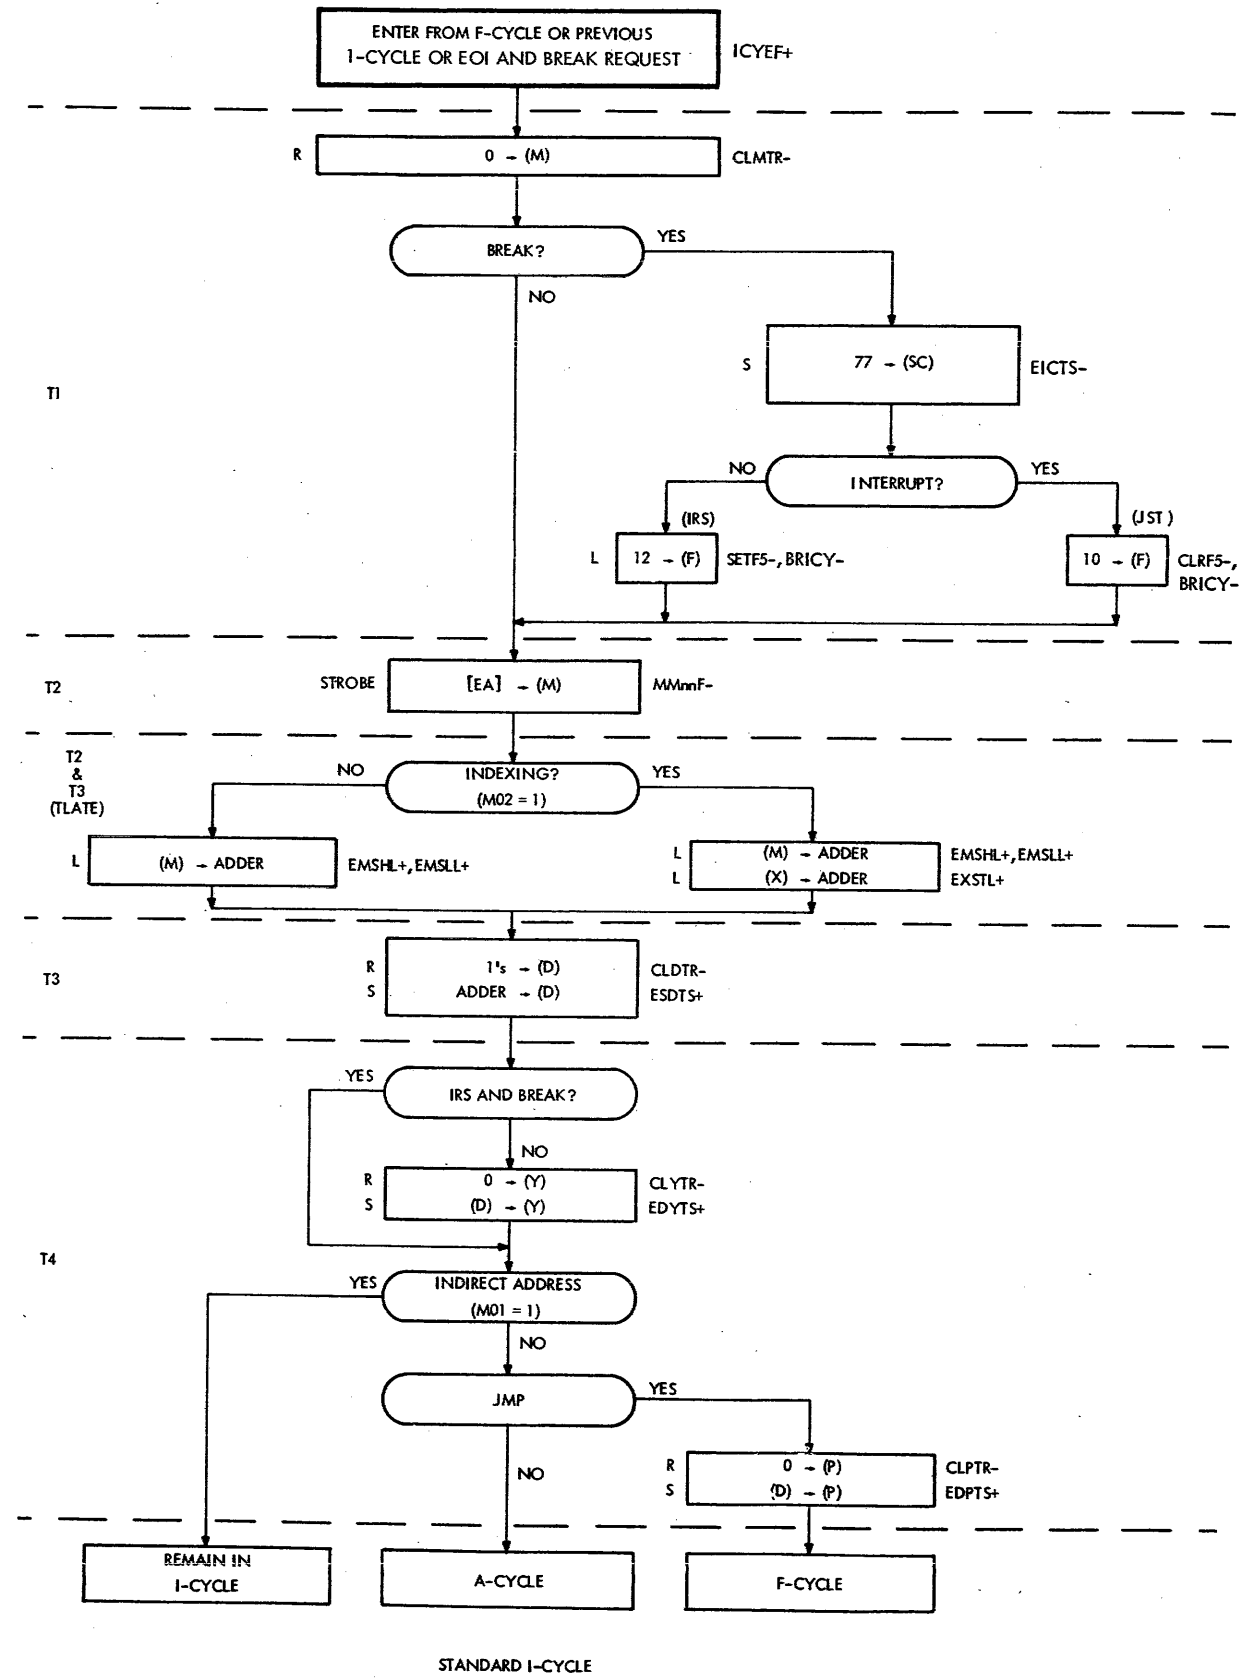 ENTER FROM F-CYCLE OR PREVIOUS
I-CYCLE OR EOI AND BREAK REQUEST
ICYEF+
R
0 → (M)
CLMTR-
BREAK?
YES
NO
T1
S
77 → (SC)
EICTS-
NO
INTERRUPT?
YES
(IRS)
(JST)
L
12 → (F)
SETF5-, BRICY-
10 → (F)
CLRF5-,
BRICY-
T2
STROBE
[EA] → (M)
MMnnF-
T2
&
T3
(TLATE)
NO
INDEXING?
(M02 = 1)
YES
L
(M) → ADDER
EMSHL+, EMSLL+
L
(M) → ADDER
EMSHL+, EMSLL+
L
(X) → ADDER
EXSTL+
T3
R
1's → (D)
CLDTR-
S
ADDER → (D)
ESDTS+
YES
IRS AND BREAK?
NO
R
0 → (Y)
CLYTR-
S
(D) → (Y)
EDYTS+
T4
YES
INDIRECT ADDRESS
(M01 = 1)
NO
JMP
YES
NO
R
0 → (P)
CLPTR-
S
(D) → (P)
EDPTS+
REMAIN IN
I-CYCLE
A-CYCLE
F-CYCLE
STANDARD I-CYCLE